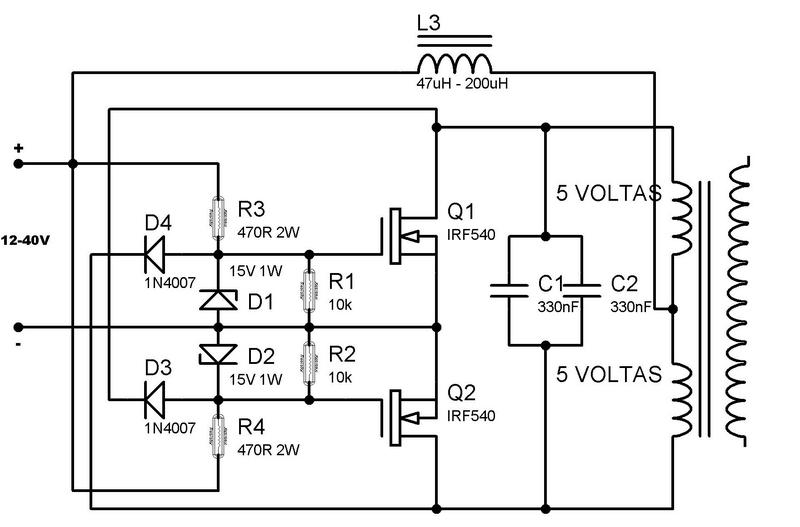 L3
47uH - 200uH
+
5 VOLTAS
R3
470R 2W
Q1
IRF540
D4
1N4007
12-40V
15V 1W
D1
R1
10k
C1
330nF
C2
330nF
-
D2
15V 1W
R2
10k
D3
1N4007
5 VOLTAS
Q2
IRF540
R4
470R 2W